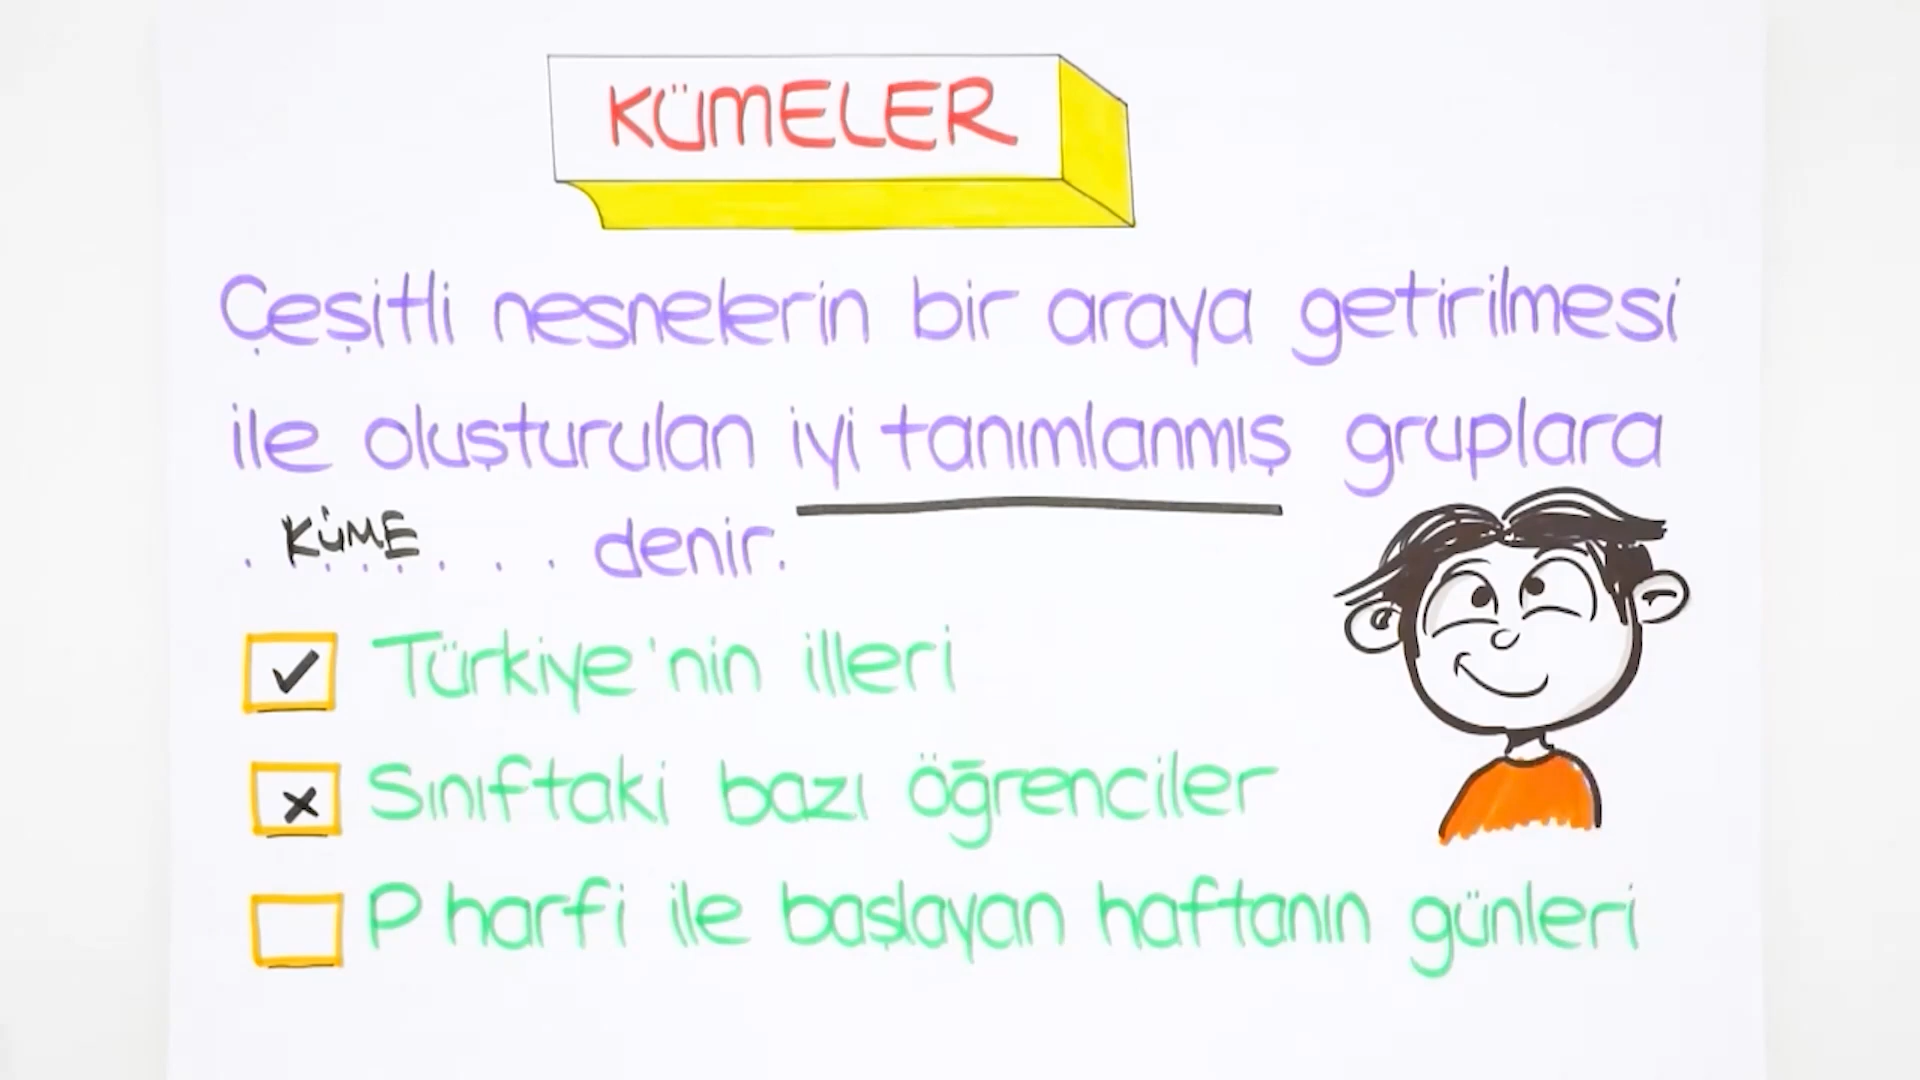 KÜMELER
Çeşitli nesnelerin bir araya getirilmesi
ile oluşturulan iyi tanımlanmış gruplara
. KÜME . . . denir.
Türkiye'nin illeri
Sınıftaki bazı öğrenciler
P harfi ile başlayan haftanın günleri